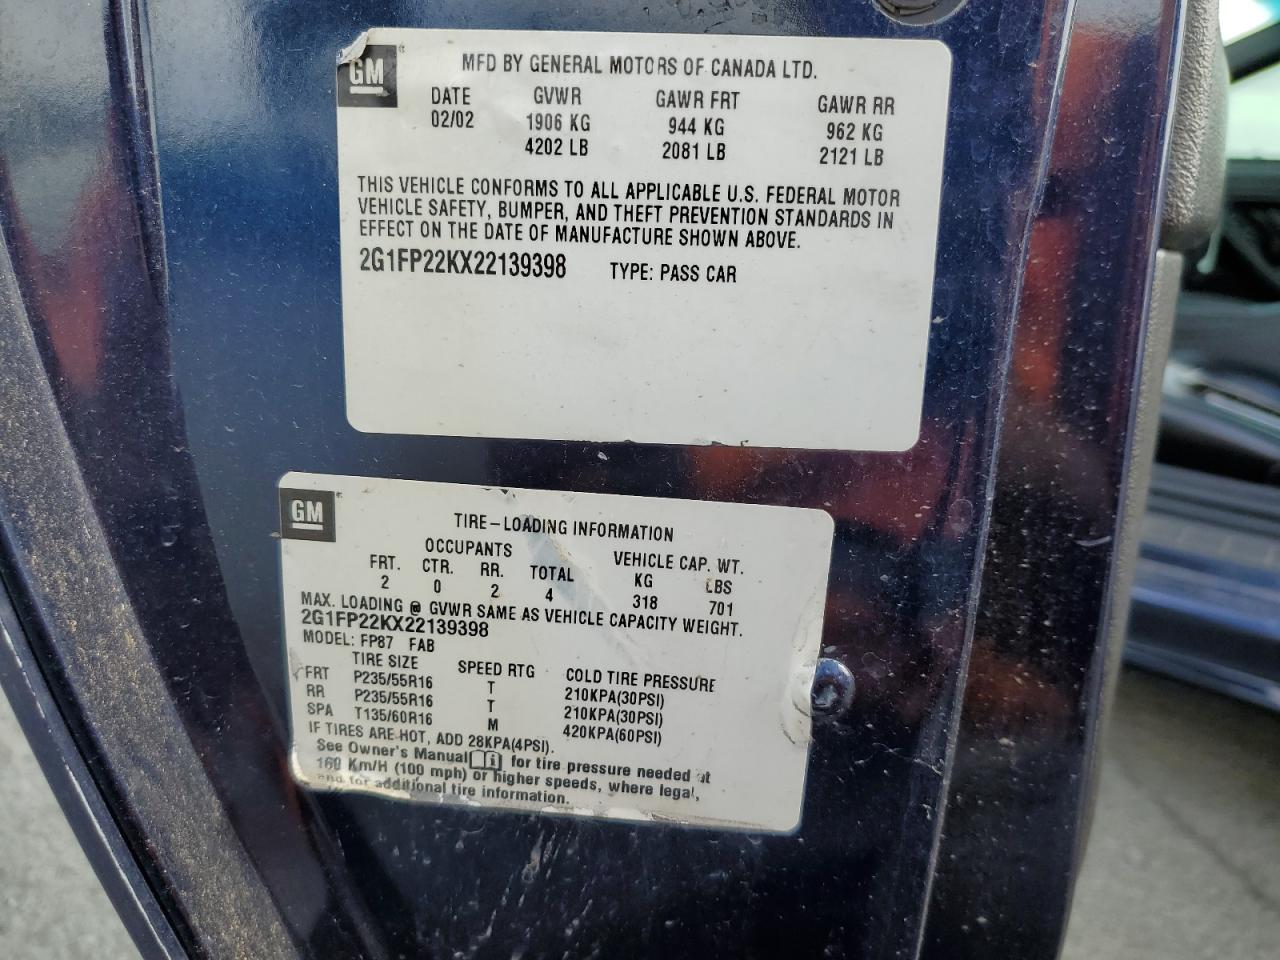 GM
MFD BY GENERAL MOTORS OF CANADA LTD.
DATE GVWR GAWR FRT GAWR RR
02/02 1906 KG 944 KG 962 KG
4202 LB 2081 LB 2121 LB
THIS VEHICLE CONFORMS TO ALL APPLICABLE U.S. FEDERAL MOTOR
VEHICLE SAFETY, BUMPER, AND THEFT PREVENTION STANDARDS IN
EFFECT ON THE DATE OF MANUFACTURE SHOWN ABOVE.
2G1FP22KX22139398 TYPE: PASS CAR
GM
TIRE-LOADING INFORMATION
OCCUPANTS VEHICLE CAP. WT.
FRT. CTR. RR. TOTAL KG LBS
2 0 2 4 318 701
MAX. LOADING @ GVWR SAME AS VEHICLE CAPACITY WEIGHT.
2G1FP22KX22139398
MODEL: FP87 FAB
TIRE SIZE SPEED RTG COLD TIRE PRESSURE
FRT P235/55R16 T 210KPA(30PSI)
RR P235/55R16 T 210KPA(30PSI)
SPA T135/60R16 M 420KPA(60PSI)
IF TIRES ARE HOT, ADD 28KPA(4PSI).
See Owner's Manual for tire pressure needed at
160 Km/H (100 mph) or higher speeds, where legal,
and for additional tire information.